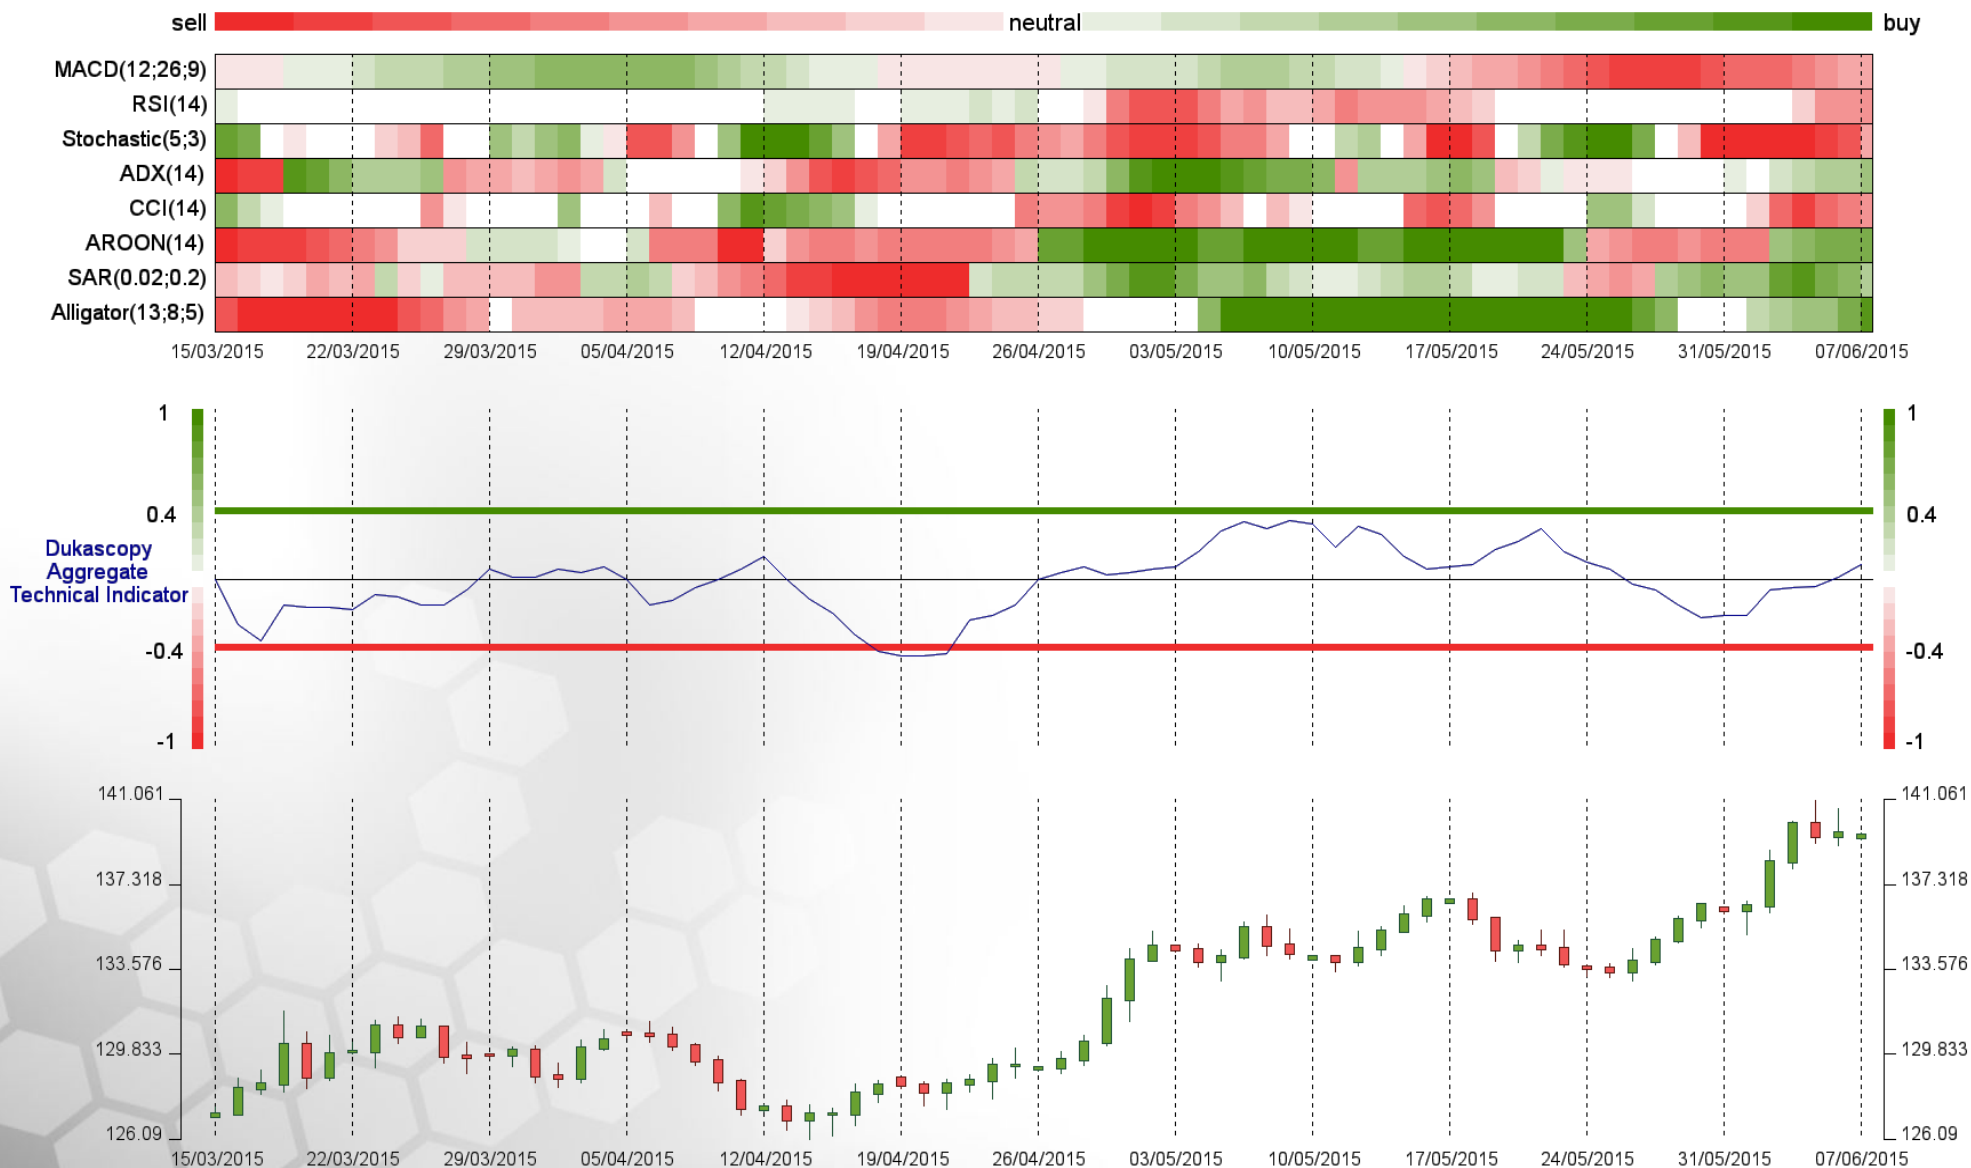 sell neutral buy
MACD(12;26;9)
RSI(14)
Stochastic(5;3)
ADX(14)
CCI(14)
AROON(14)
SAR(0.02;0.2)
Alligator(13;8;5)
15/03/2015 22/03/2015 29/03/2015 05/04/2015 12/04/2015 19/04/2015 26/04/2015 03/05/2015 10/05/2015 17/05/2015 24/05/2015 31/05/2015 07/06/2015
1 1
0.4 0.4
Dukascopy
Aggregate
Technical Indicator
-0.4 -0.4
-1 -1
141.061 141.061
137.318 137.318
133.576 133.576
129.833 129.833
126.09 126.09
15/03/2015 22/03/2015 29/03/2015 05/04/2015 12/04/2015 19/04/2015 26/04/2015 03/05/2015 10/05/2015 17/05/2015 24/05/2015 31/05/2015 07/06/2015